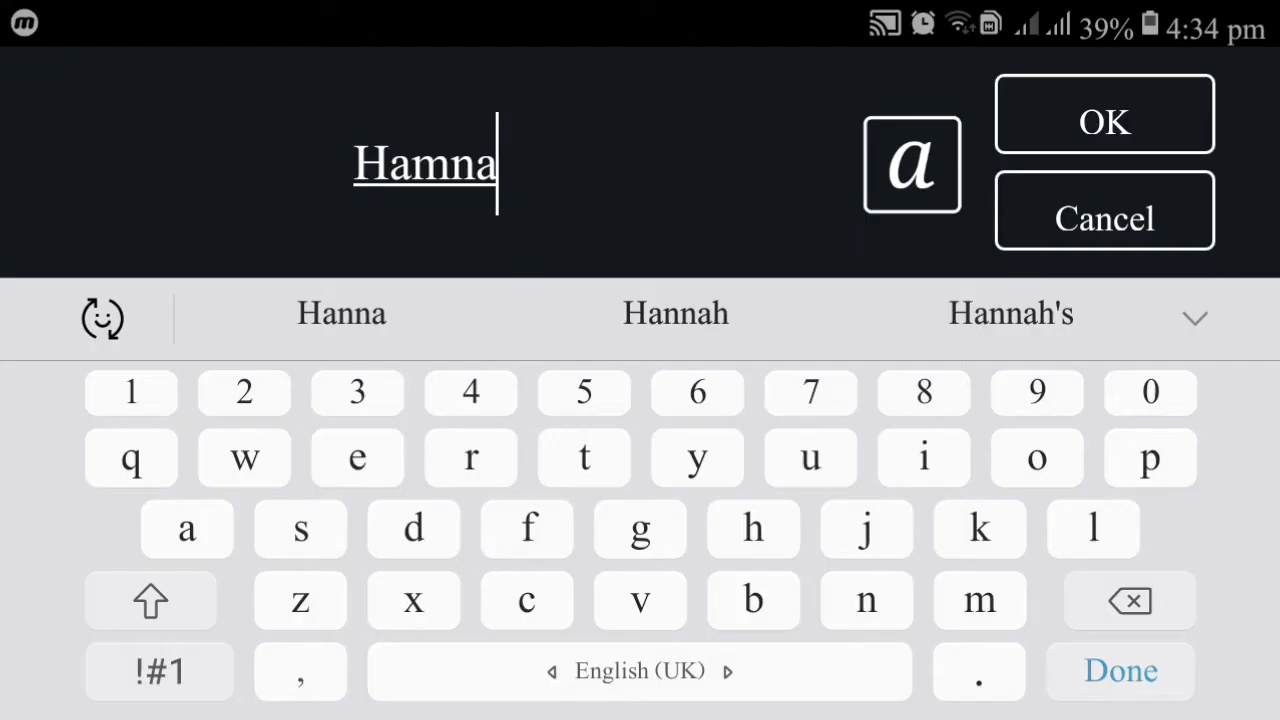 m
39% 4:34 pm
Hamna
a
OK
Cancel
Hanna Hannah Hannah's
1 2 3 4 5 6 7 8 9 0
q w e r t y u i o p
a s d f g h j k l
z x c v b n m
!#1 , English (UK) . Done